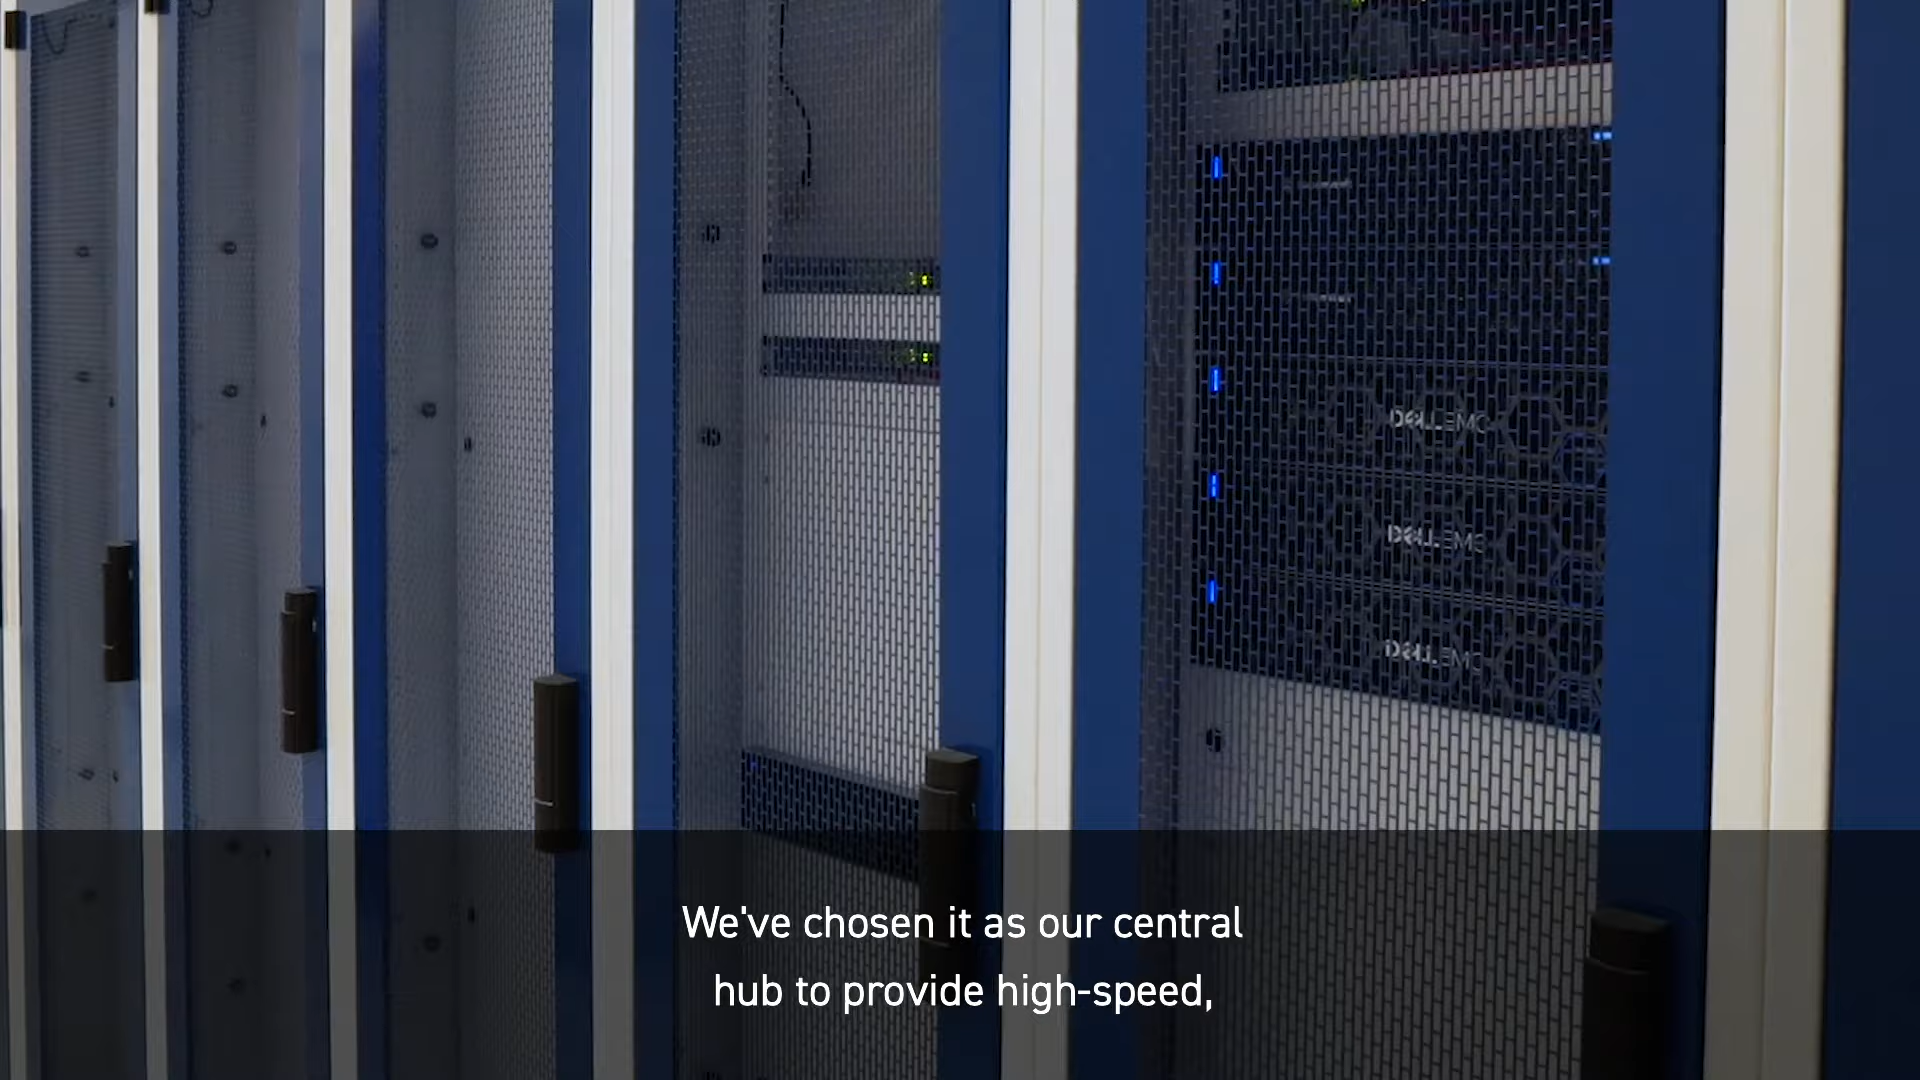 DELLEMC
DELLEMC
DELLEMC
We've chosen it as our central
hub to provide high-speed,